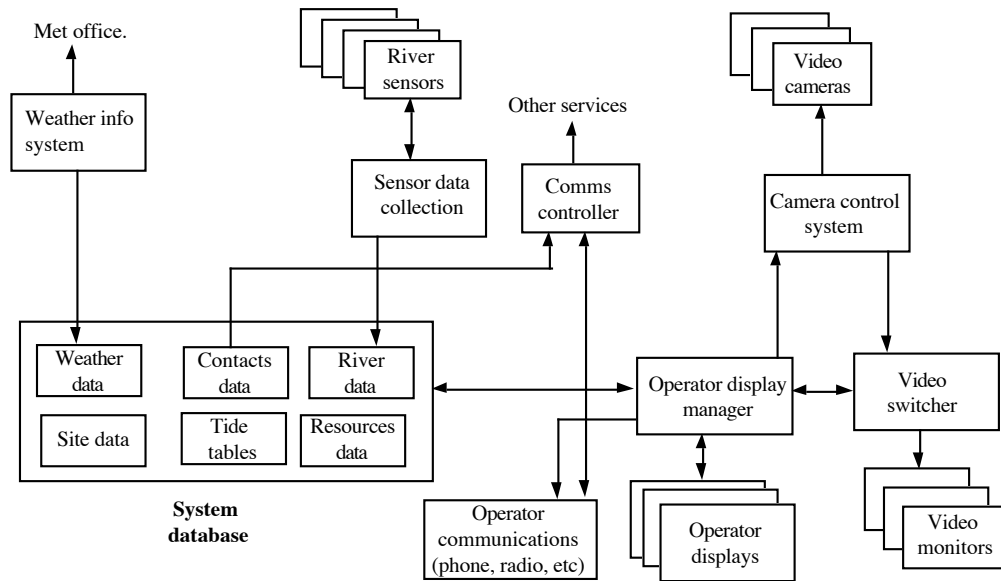 Met office.
River
sensors
Video
cameras
Weather info
system
Other services
Sensor data
collection
Comms
controller
Camera control
system
Weather
data
Contacts
data
River
data
Operator display
manager
Video
switcher
Site data
Tide
tables
Resources
data
System
database
Operator
communications
(phone, radio, etc)
Operator
displays
Video
monitors